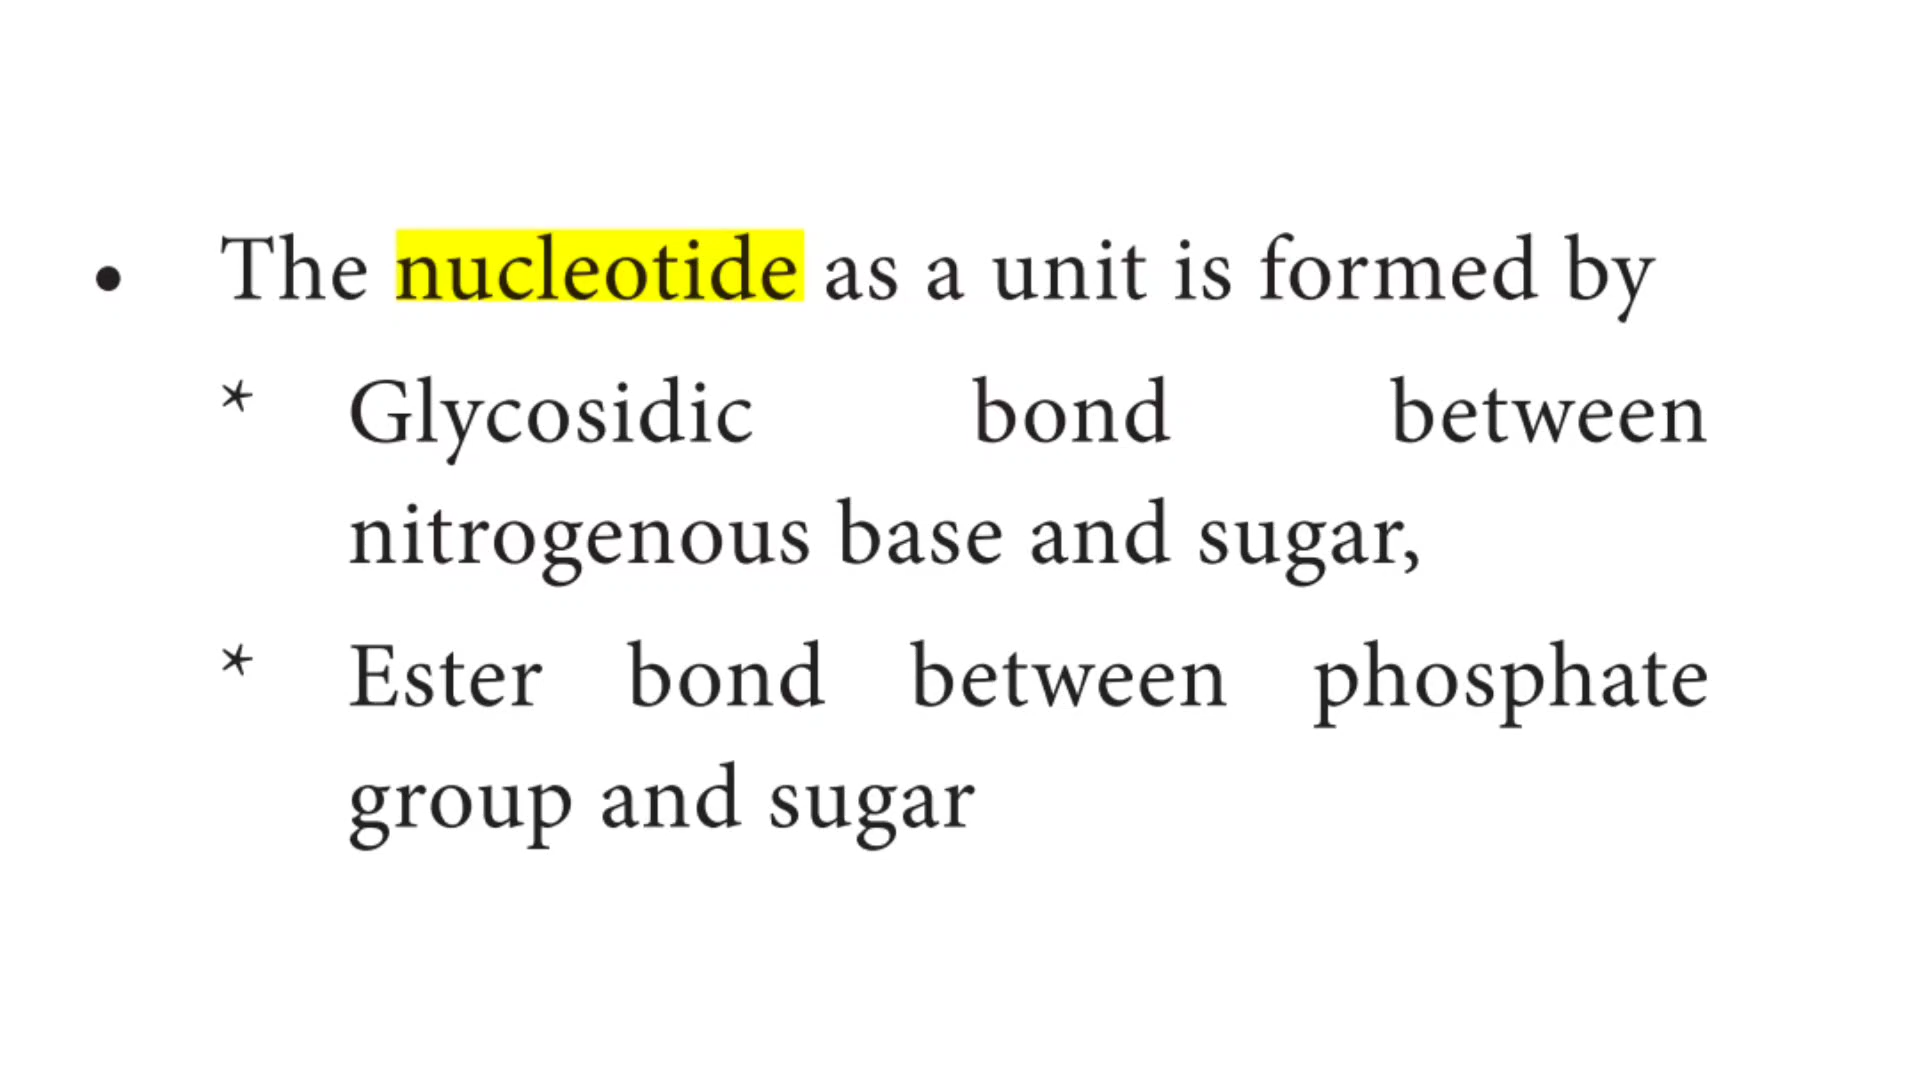 • The nucleotide as a unit is formed by
* Glycosidic bond between
nitrogenous base and sugar,
* Ester bond between phosphate
group and sugar